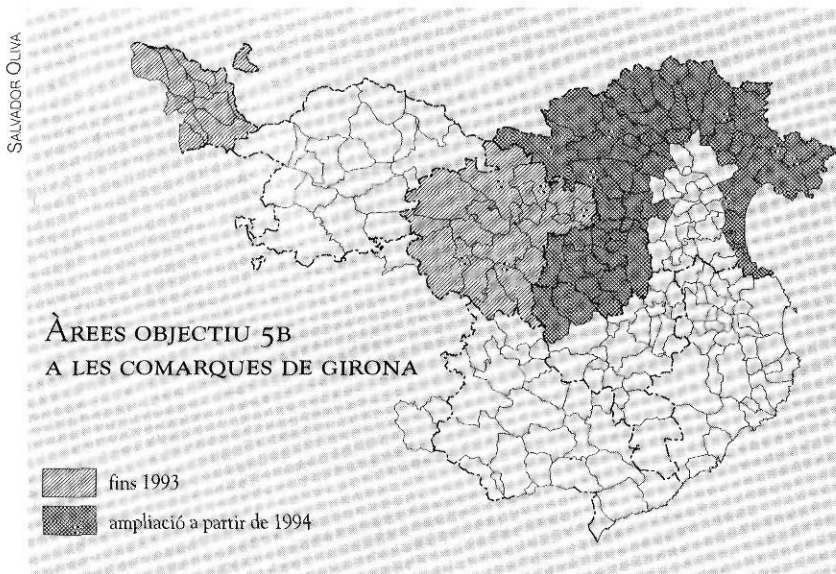 SALVADOR OLIVA
ÀREES OBJECTIU 5B
A LES COMARQUES DE GIRONA
fins 1993
ampliació a partir de 1994